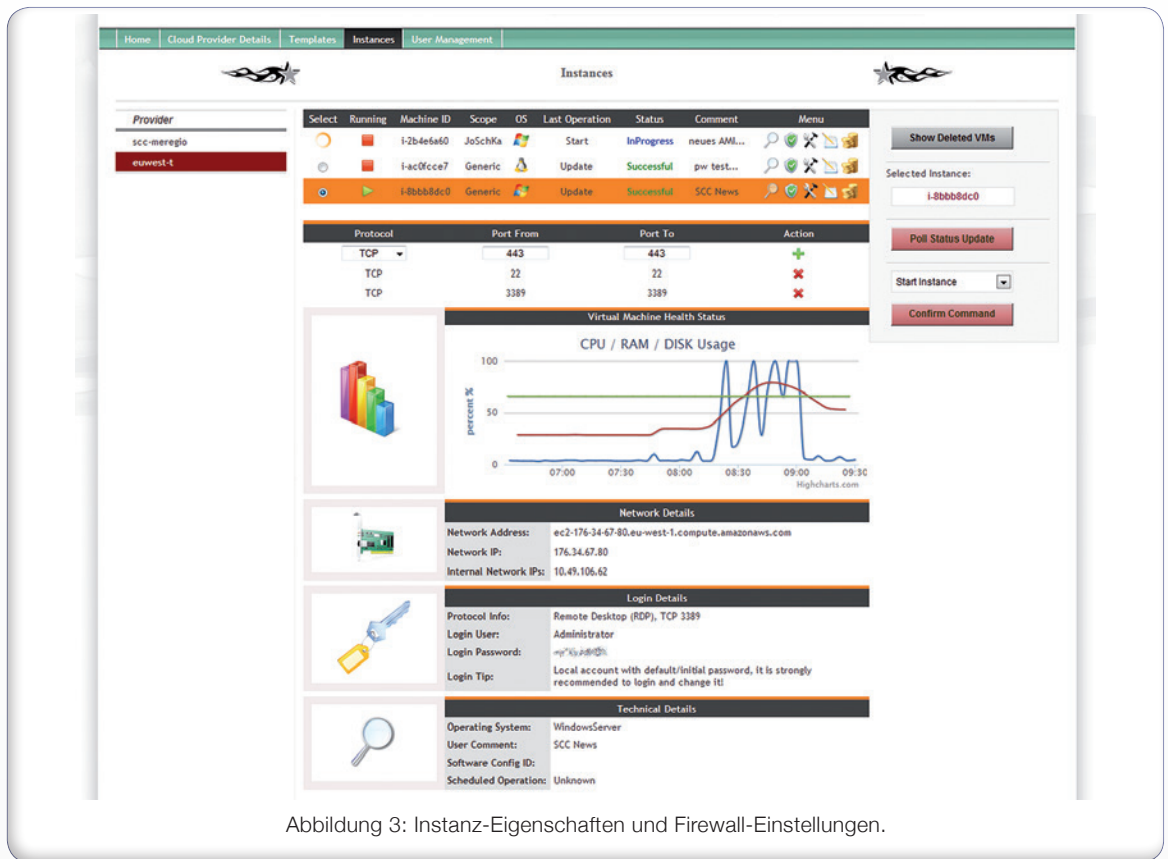 Home Cloud Provider Details Templates Instances User Management
Instances
Provider
scc-meregio
euwest-t
Select Running Machine ID Scope OS Last Operation Status Comment Menu
i-2b4e6a60 JoSchKa Start InProgress neues AMI...
i-ac0fcce7 Generic Update Successful pw test...
i-8bbb8dc0 Generic Update Successful SCC News
Show Deleted VMs
Selected Instance:
i-8bbb8dc0
Poll Status Update
Start Instance
Confirm Command
Protocol Port From Port To Action
TCP 443 443
TCP 22 22
TCP 3389 3389
Virtual Machine Health Status
CPU / RAM / DISK Usage
percent %
100
50
0
07:00 07:30 08:00 08:30 09:00 09:30
Highcharts.com
Network Details
Network Address: ec2-176-34-67-80.eu-west-1.compute.amazonaws.com
Network IP: 176.34.67.80
Internal Network IPs: 10.49.106.62
Login Details
Protocol Info: Remote Desktop (RDP), TCP 3389
Login User: Administrator
Login Password:
Login Tip: Local account with default/initial password, it is strongly
recommended to login and change it!
Technical Details
Operating System: WindowsServer
User Comment: SCC News
Software Config ID:
Scheduled Operation: Unknown
Abbildung 3: Instanz-Eigenschaften und Firewall-Einstellungen.